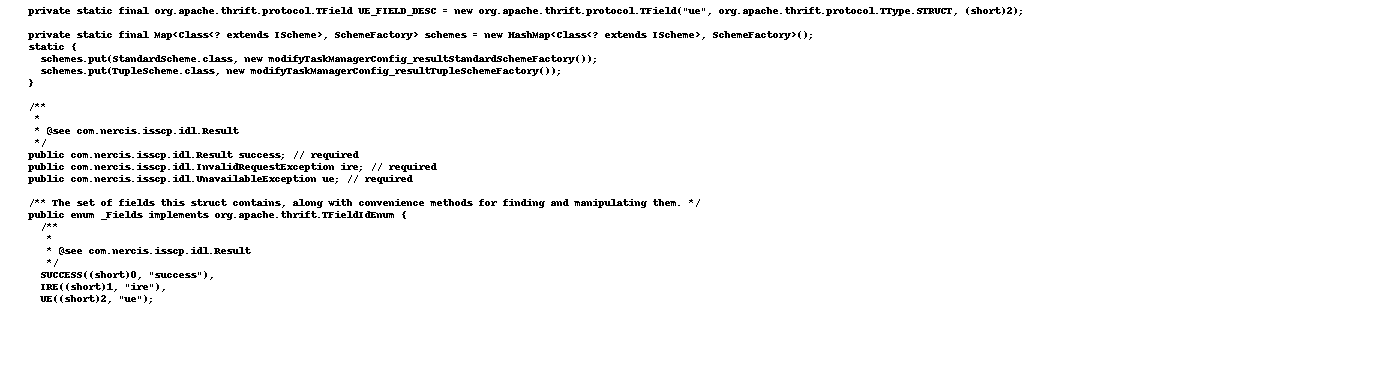 private static final org.apache.thrift.protocol.TField UE_FIELD_DESC = new org.apache.thrift.protocol.TField("ue", org.apache.thrift.protocol.TType.STRUCT, (short)2);
private static final Map<Class<? extends IScheme>, SchemeFactory> schemes = new HashMap<Class<? extends IScheme>, SchemeFactory>();
static {
schemes.put(StandardScheme.class, new modifyTaskManagerConfig_resultStandardSchemeFactory());
schemes.put(TupleScheme.class, new modifyTaskManagerConfig_resultTupleSchemeFactory());
}
/**
*
* @see com.nercis.isscp.idl.Result
*/
public com.nercis.isscp.idl.Result success; // required
public com.nercis.isscp.idl.InvalidRequestException ire; // required
public com.nercis.isscp.idl.UnavailableException ue; // required
/** The set of fields this struct contains, along with convenience methods for finding and manipulating them. */
public enum _Fields implements org.apache.thrift.TFieldIdEnum {
/**
*
* @see com.nercis.isscp.idl.Result
*/
SUCCESS((short)0, "success"),
IRE((short)1, "ire"),
UE((short)2, "ue");